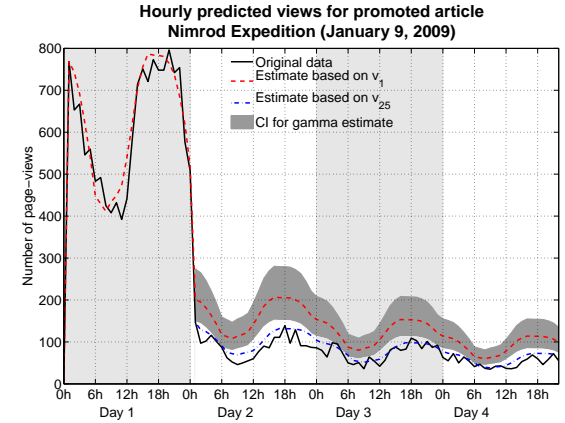 Hourly predicted views for promoted article
Nimrod Expedition (January 9, 2009)
Number of page−views
800
700
600
500
400
300
200
100
0
Original data
Estimate based on v1
Estimate based on v25
CI for gamma estimate
0h 6h 12h 18h 0h 6h 12h 18h 0h 6h 12h 18h 0h 6h 12h 18h
Day 1 Day 2 Day 3 Day 4